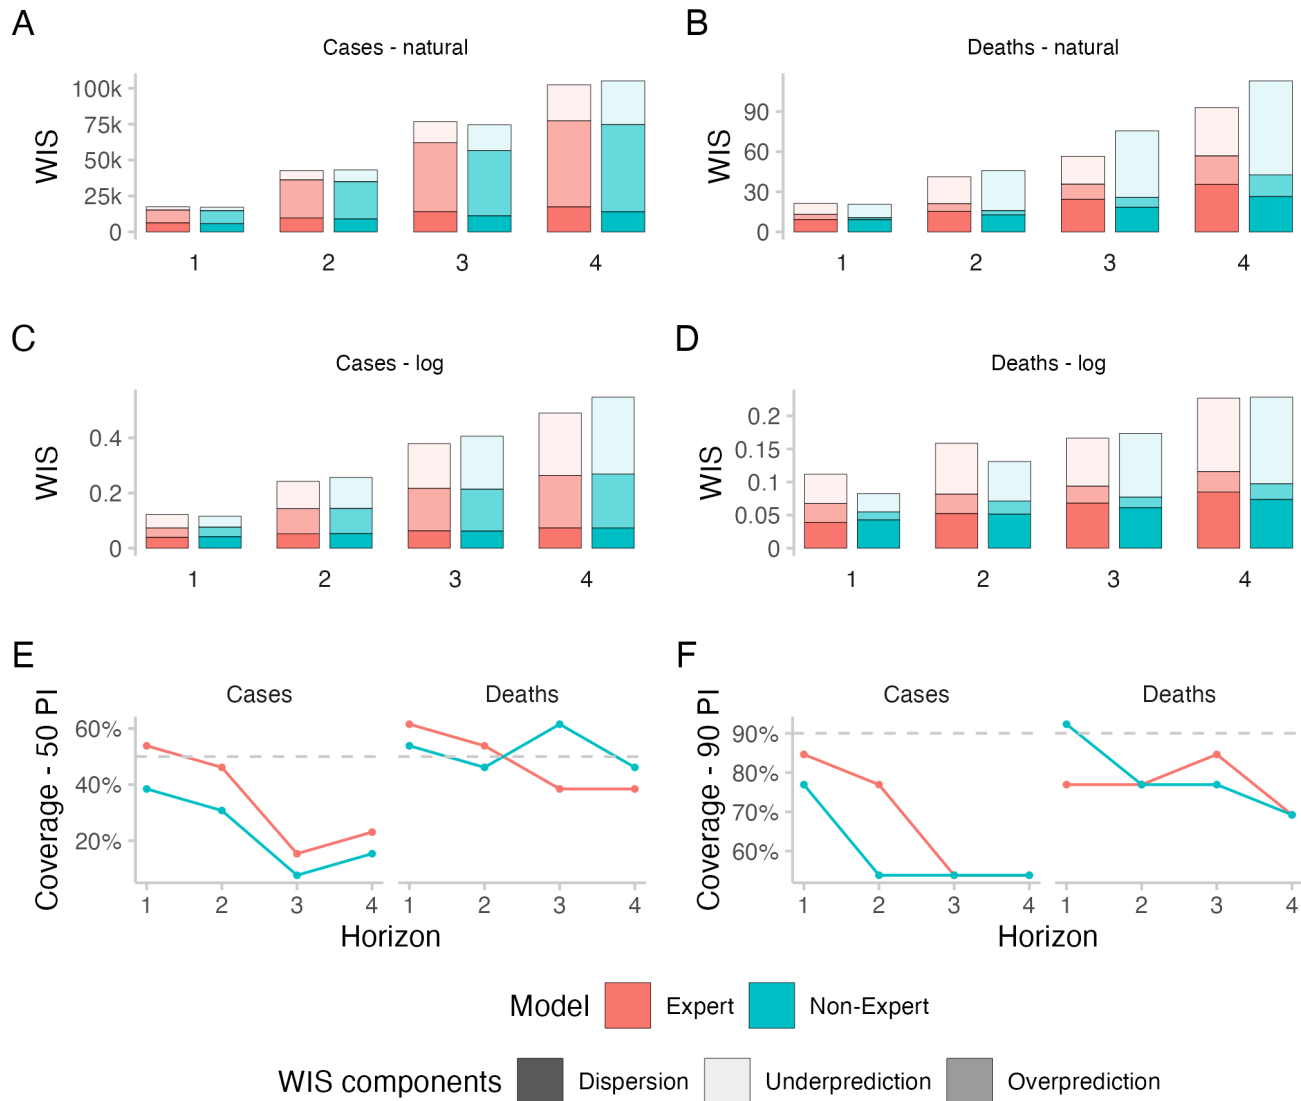 A
Cases - natural
WIS
100k
75k
50k
25k
0
1 2 3 4
B
Deaths - natural
WIS
90
60
30
0
1 2 3 4
C
Cases - log
WIS
0.4
0.2
0
1 2 3 4
D
Deaths - log
WIS
0.2
0.15
0.1
0.05
0
1 2 3 4
E
Cases Deaths
Coverage - 50 PI
60%
40%
20%
1 2 3 4 1 2 3 4
Horizon
F
Cases Deaths
Coverage - 90 PI
90%
80%
70%
60%
1 2 3 4 1 2 3 4
Horizon
Model Expert Non-Expert
WIS components Dispersion Underprediction Overprediction